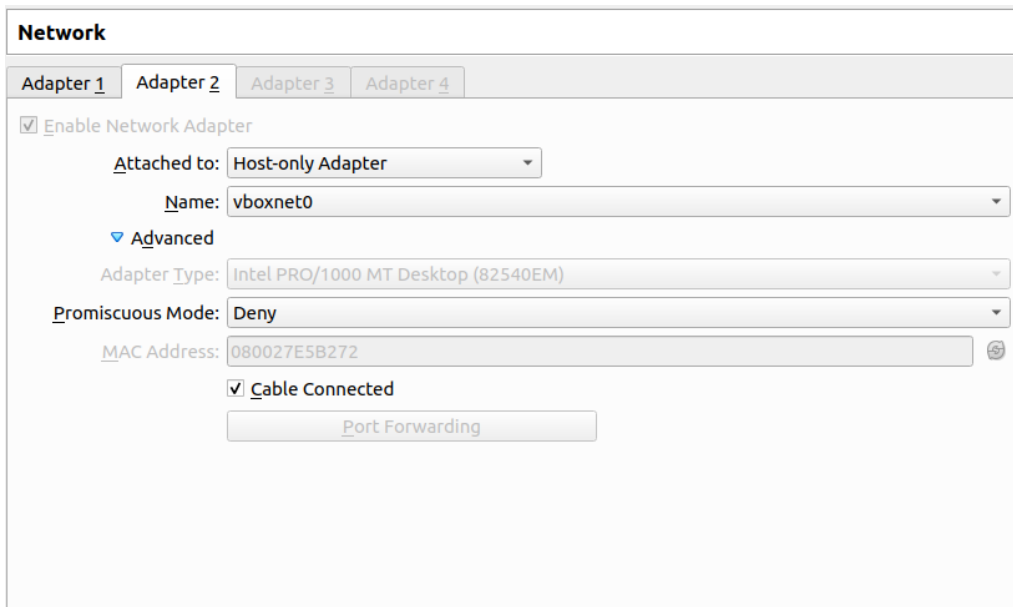 Network
Adapter 1 Adapter 2 Adapter 3 Adapter 4
Enable Network Adapter
Attached to: Host-only Adapter
Name: vboxnet0
Advanced
Adapter Type: Intel PRO/1000 MT Desktop (82540EM)
Promiscuous Mode: Deny
MAC Address: 080027E5B272
Cable Connected
Port Forwarding